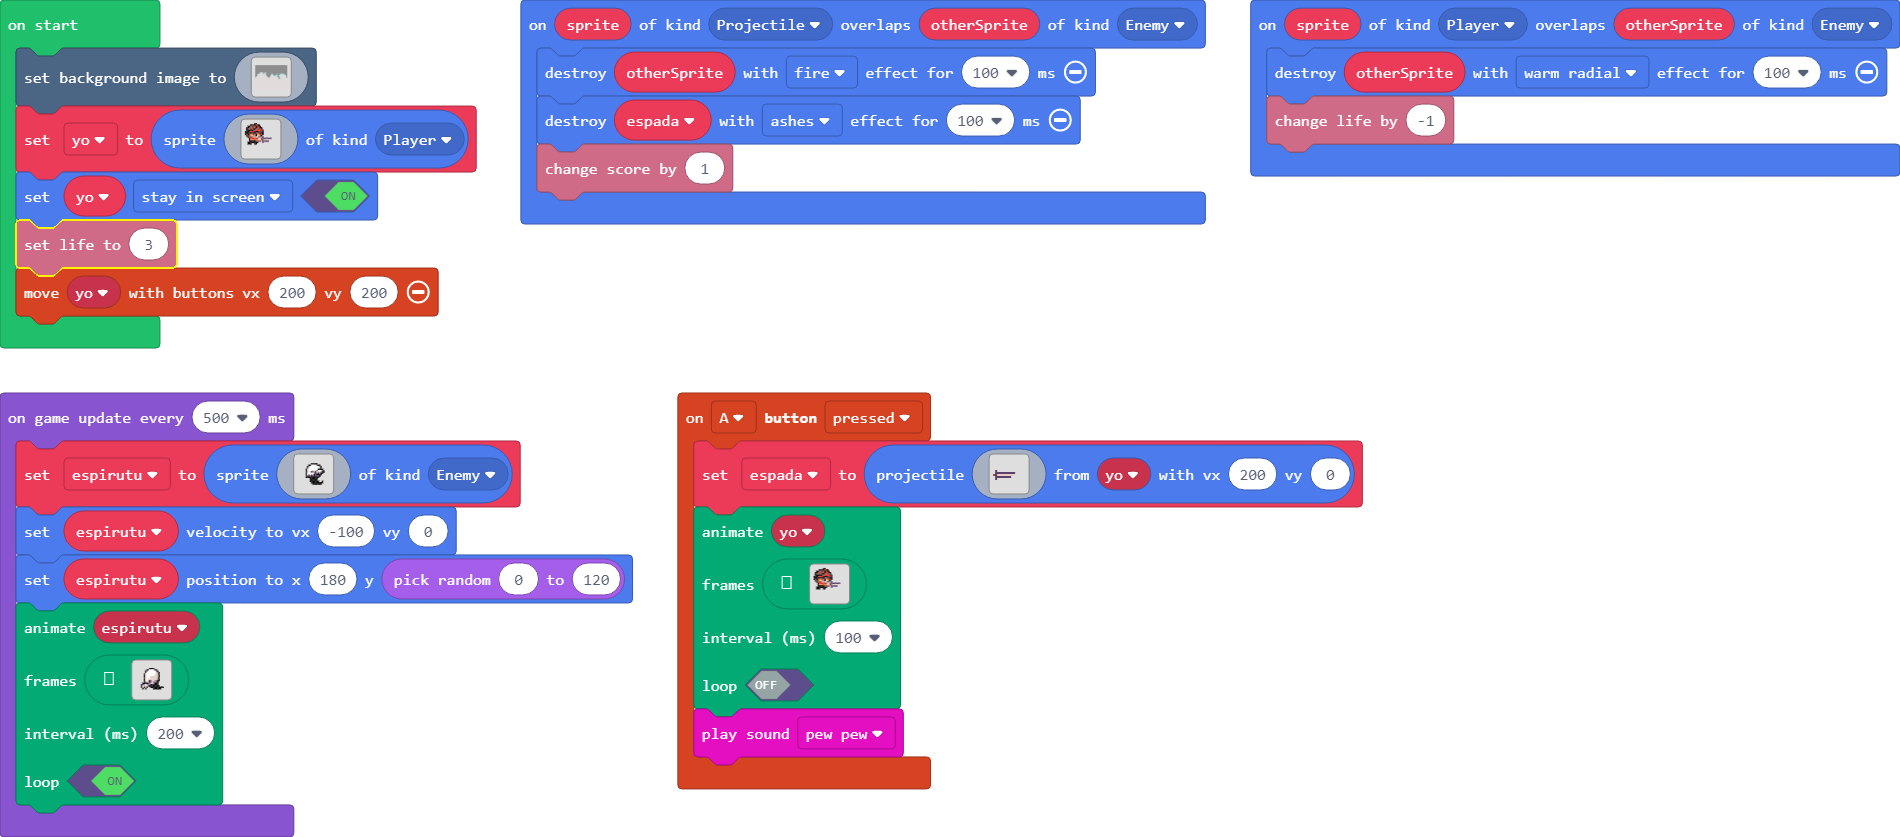 on start
set background image to
set yo to sprite of kind Player
set yo stay in screen ON
set life to 3
move yo with buttons vx 200 vy 200
on sprite of kind Projectile overlaps otherSprite of kind Enemy
destroy otherSprite with fire effect for 100 ms
destroy espada with ashes effect for 100 ms
change score by 1
on sprite of kind Player overlaps otherSprite of kind Enemy
destroy otherSprite with warm radial effect for 100 ms
change life by -1
on game update every 500 ms
set espirutu to sprite of kind Enemy
set espirutu velocity to vx -100 vy 0
set espirutu position to x 180 y pick random 0 to 120
animate espirutu
frames
interval (ms) 200
loop ON
on A button pressed
set espada to projectile from yo with vx 200 vy 0
animate yo
frames
interval (ms) 100
loop OFF
play sound pew pew